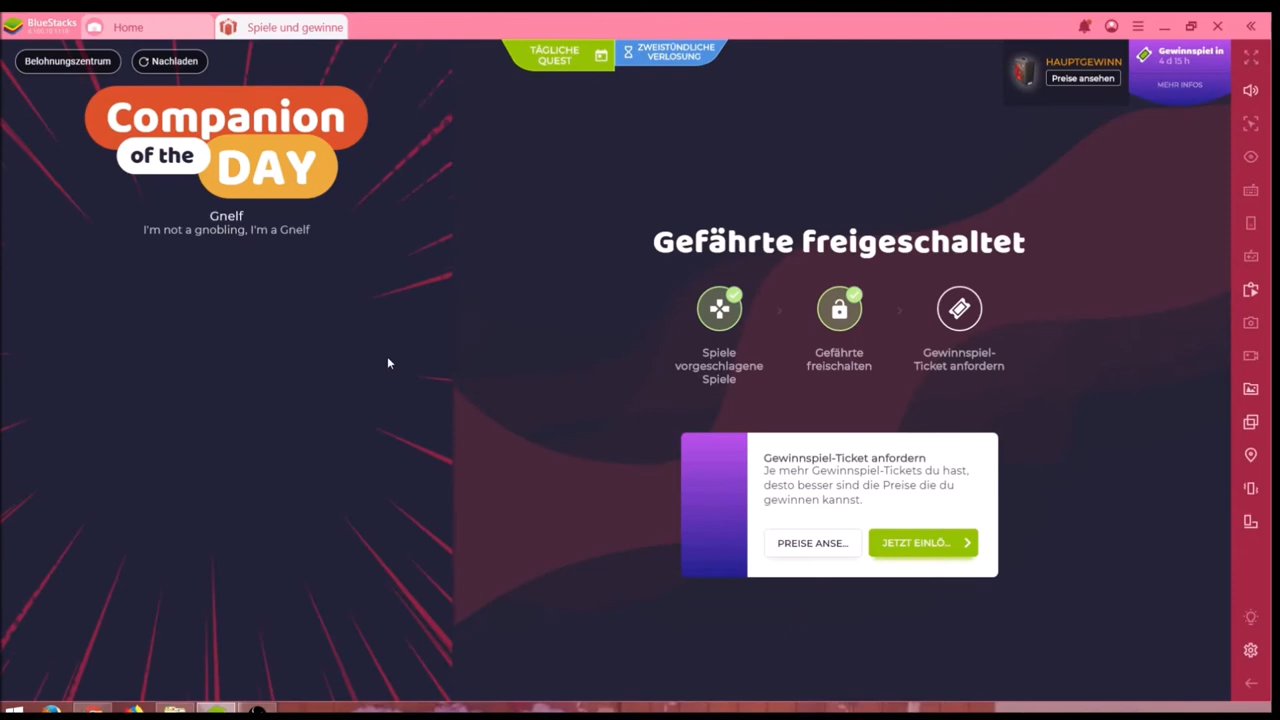 BlueStacks
Home
Spiele und gewinne
Belohnungszentrum
Nachladen
TÄGLICHE
QUEST
ZWEISTÜNDLICHE
VERLOSUNG
HAUPTGEWINN
Preise ansehen
Gewinnspiel in
4 d 15 h
MEHR INFOS
Companion
of the
DAY
Gnelf
I'm not a gnobling, I'm a Gnelf
Gefährte freigeschaltet
Spiele
vorgeschlagene
Spiele
Gefährte
freischalten
Gewinnspiel-
Ticket anfordern
Gewinnspiel-Ticket anfordern
Je mehr Gewinnspiel-Tickets du hast,
desto besser sind die Preise die du
gewinnen kannst.
PREISE ANSE...
JETZT EINLÖ...